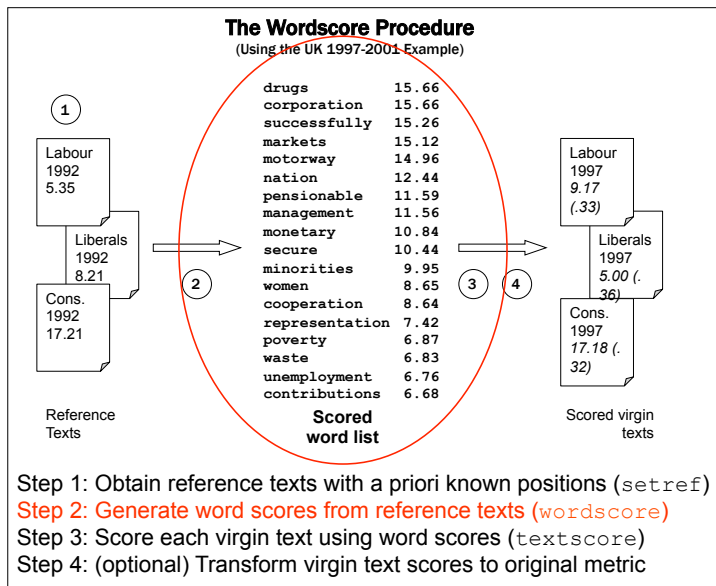 The Wordscore Procedure
(Using the UK 1997-2001 Example)
1
Labour
1992
5.35
Liberals
1992
8.21
Cons.
1992
17.21
Reference
Texts
2
drugs 15.66
corporation 15.66
successfully 15.26
markets 15.12
motorway 14.96
nation 12.44
pensionable 11.59
management 11.56
monetary 10.84
secure 10.44
minorities 9.95
women 8.65
cooperation 8.64
representation 7.42
poverty 6.87
waste 6.83
unemployment 6.76
contributions 6.68
Scored
word list
3 4
Labour
1997
9.17
(.33)
Liberals
1997
5.00 (.
36)
Cons.
1997
17.18 (.
32)
Scored virgin
texts
Step 1: Obtain reference texts with a priori known positions (setref)
Step 2: Generate word scores from reference texts (wordscore)
Step 3: Score each virgin text using word scores (textscore)
Step 4: (optional) Transform virgin text scores to original metric